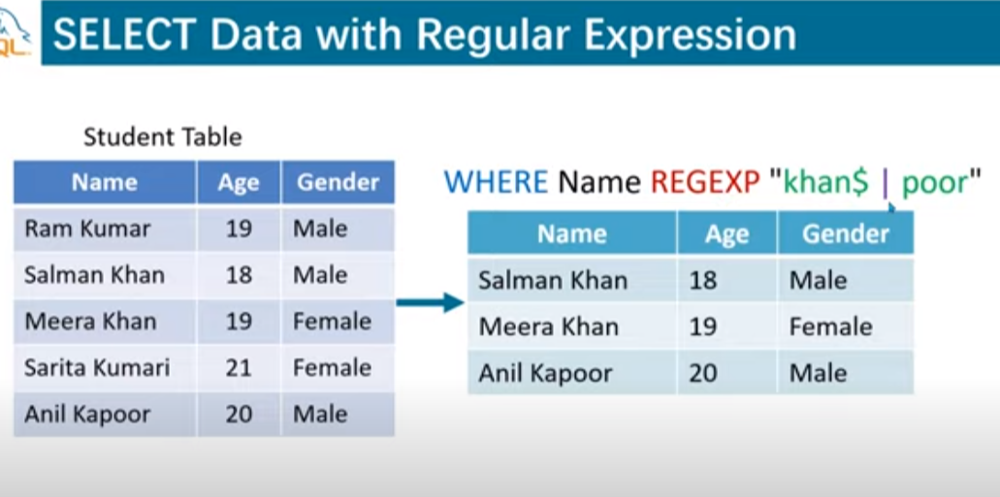 QL
SELECT Data with Regular Expression
Student Table
Name Age Gender
Ram Kumar 19 Male
Salman Khan 18 Male
Meera Khan 19 Female
Sarita Kumari 21 Female
Anil Kapoor 20 Male
WHERE Name REGEXP "khan$ | poor"
Name Age Gender
Salman Khan 18 Male
Meera Khan 19 Female
Anil Kapoor 20 Male